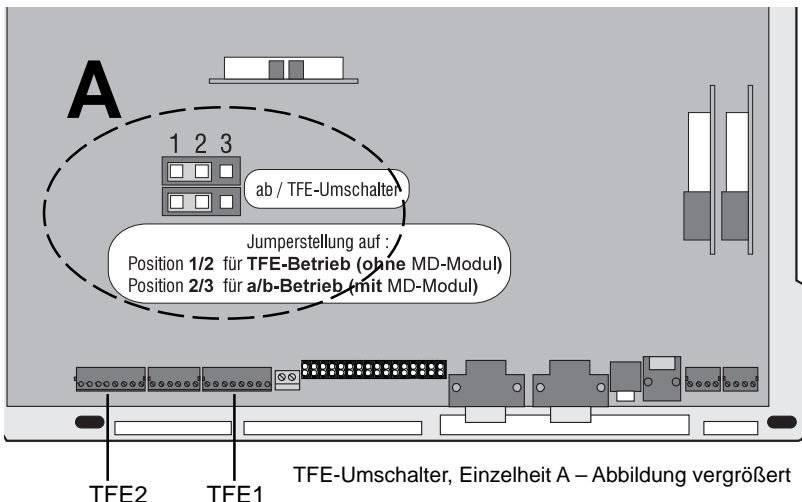 A
1 2 3
ab / TFE-Umschalter
Jumperstellung auf :
Position 1/2 für TFE-Betrieb (ohne MD-Modul)
Position 2/3 für a/b-Betrieb (mit MD-Modul)
TFE-Umschalter, Einzelheit A – Abbildung vergrößert
TFE2 TFE1